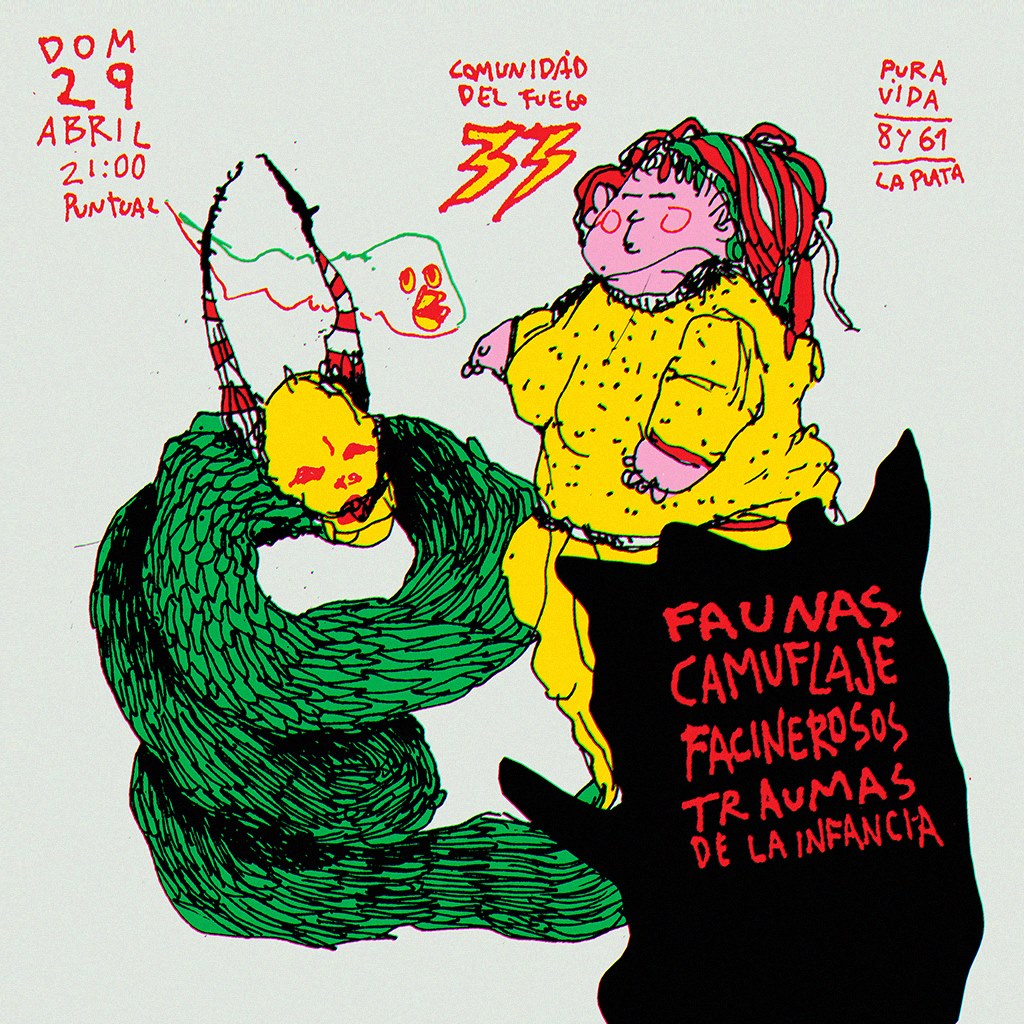 DOM
29
ABRIL
21:00
PUNTUAL
COMUNIDAD
DEL FUEGO
33
PURA
VIDA
8 Y 61
LA PLATA
FAUNAS
CAMUFLAJE
FACINEROSOS
TRAUMAS
DE LA INFANCIA